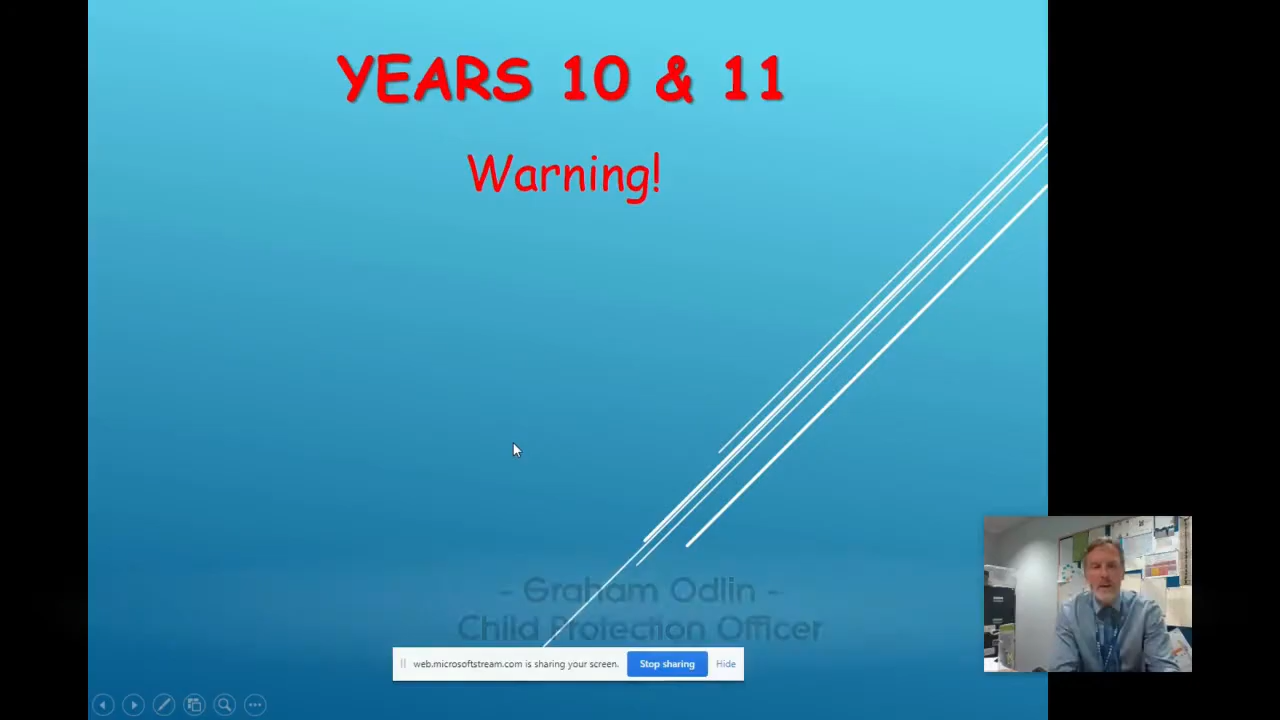 YEARS 10 & 11
Warning!
- Graham Odlin -
Child Protection Officer
web.microsoftstream.com is sharing your screen.
Stop sharing
Hide